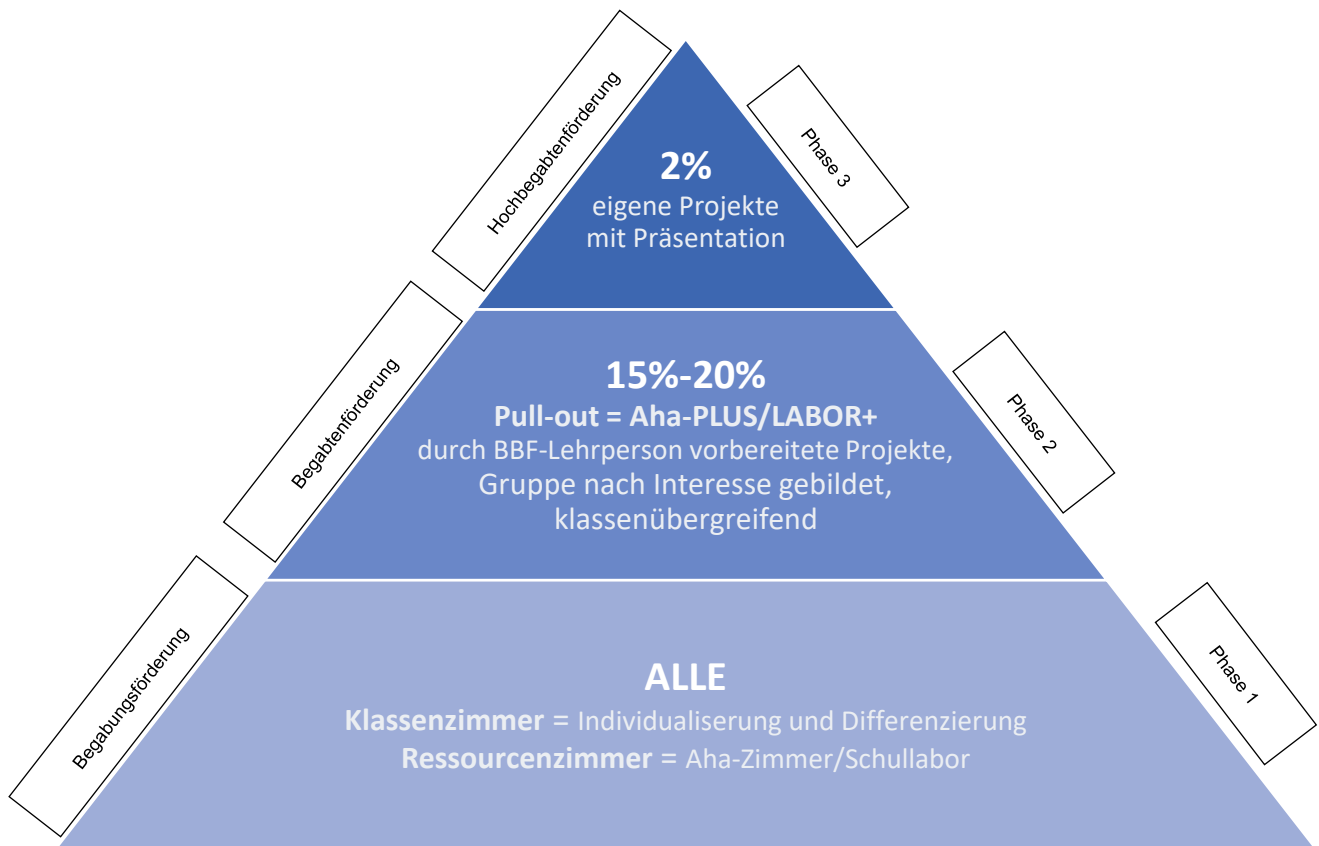 Hochbegabtenförderung
Phase 3
2%
eigene Projekte
mit Präsentation
Begabtenförderung
Phase 2
15%-20%
Pull-out = Aha-PLUS/LABOR+
durch BBF-Lehrperson vorbereitete Projekte,
Gruppe nach Interesse gebildet,
klassenübergreifend
Begabungsförderung
Phase 1
ALLE
Klassenzimmer = Individualiserung und Differenzierung
Ressourcenzimmer = Aha-Zimmer/Schullabor